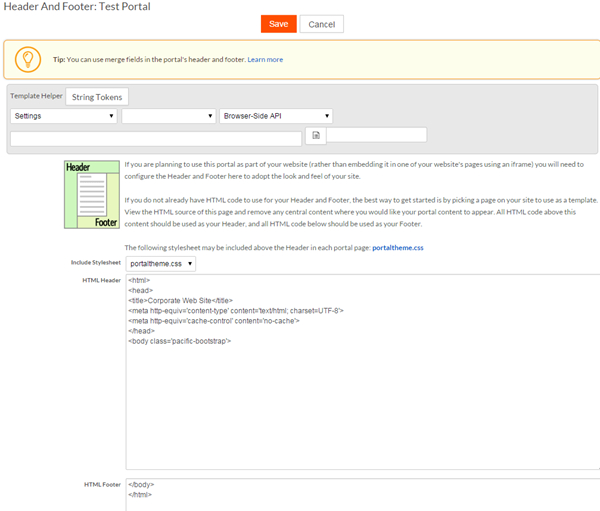 Header And Footer: Test Portal
Save Cancel
Tip: You can use merge fields in the portal's header and footer. Learn more
Template Helper String Tokens
Settings Browser-Side API
Header
Footer
If you are planning to use this portal as part of your website (rather than embedding it in one of your website's pages using an iframe) you will need to
configure the Header and Footer here to adopt the look and feel of your site.
If you do not already have HTML code to use for your Header and Footer, the best way to get started is by picking a page on your site to use as a template.
View the HTML source of this page and remove any central content where you would like your portal content to appear. All HTML code above this
content should be used as your Header, and all HTML code below should be used as your Footer.
The following stylesheet may be included above the Header in each portal page: portaltheme.css
Include Stylesheet portaltheme.css
HTML Header <html>
<head>
<title>Corporate Web Site</title>
<meta http-equiv='content-type' content='text/html; charset=UTF-8'>
<meta http-equiv='cache-control' content='no-cache'>
</head>
<body class='pacific-bootstrap'>
HTML Footer </body>
</html>